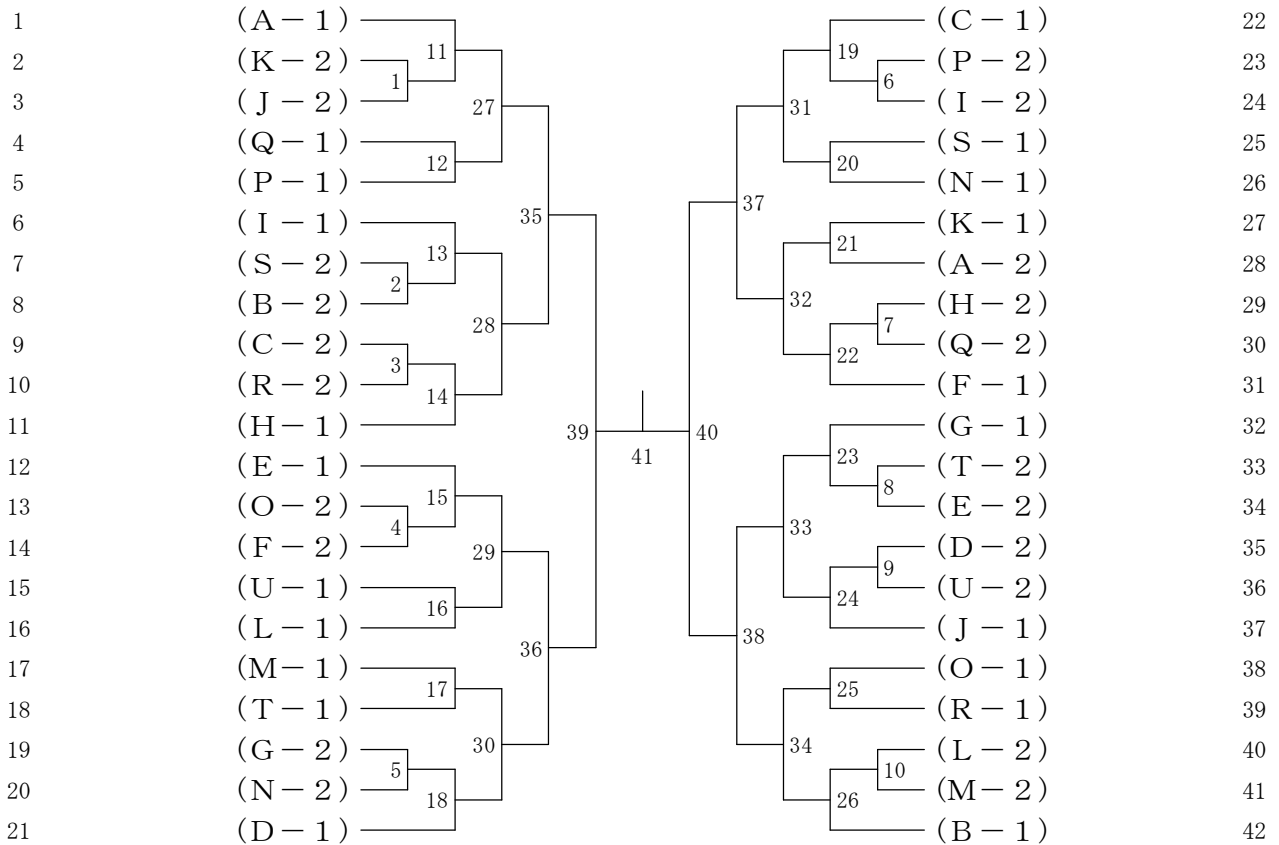 1 (A－1) (C－1) 22
11 19
2 (K－2) (P－2) 23
1 6
3 (J－2) 27 31 (I－2) 24
4 (Q－1) (S－1) 25
12 20
5 (P－1) (N－1) 26
37
6 (I－1) 35 (K－1) 27
13 21
7 (S－2) (A－2) 28
2
8 (B－2) 32 (H－2) 29
28 7
9 (C－2) (Q－2) 30
3 22
10 (R－2) (F－1) 31
14
11 (H－1) 39 40 (G－1) 32
41 23
12 (E－1) (T－2) 33
15 8
13 (O－2) (E－2) 34
4 33
14 (F－2) 29 (D－2) 35
9
15 (U－1) (U－2) 36
16 24
16 (L－1) (J－1) 37
36 38
17 (M－1) (O－1) 38
17 25
18 (T－1) (R－1) 39
19 (G－2) 30 34 (L－2) 40
5 10
20 (N－2) (M－2) 41
18 26
21 (D－1) (B－1) 42